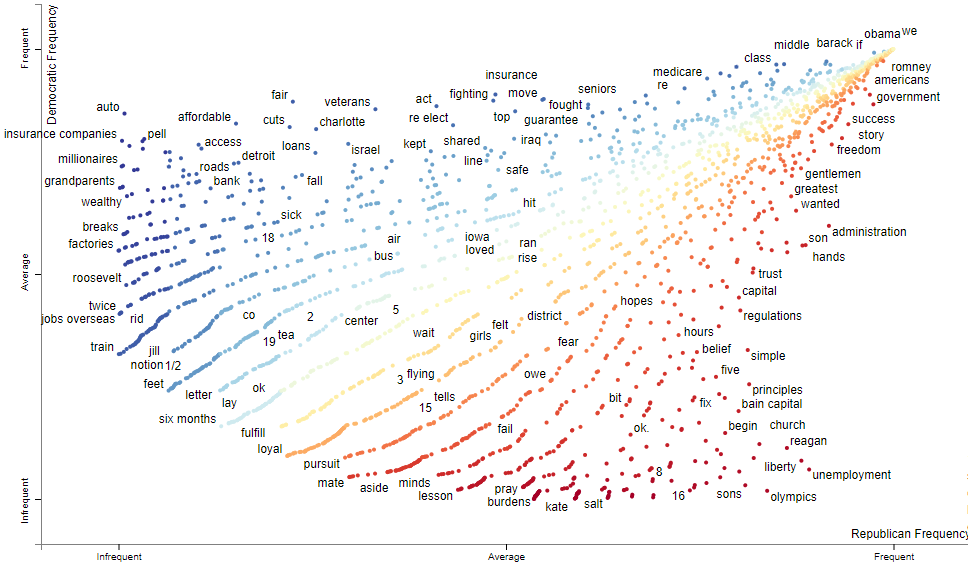 Democratic Frequency
Frequent
Average
Infrequent
obama we
middle barack if
class
romney
americans
insurance
medicare
re
government
fair
veterans
act
fighting move
seniors
auto
fought
affordable
cuts
charlotte
re elect
top guarantee
success
insurance companies
pell
story
access
loans
israel
kept
shared
iraq
freedom
millionaires
roads
detroit
line
safe
gentlemen
grandparents
bank
fall
greatest
wealthy
hit
wanted
sick
breaks
administration
18
air
iowa
ran
son
factories
loved
bus
rise
hands
roosevelt
trust
capital
twice
hopes
jobs overseas
rid
co
2
center
5
district
regulations
felt
wait
girls
hours
train
19 tea
fear
jill
belief
simple
notion 1/2
five
feet
ok
3 flying
owe
principles
letter
tells
bit
fix
bain capital
lay
15
six months
begin
church
fulfill
fail
ok.
reagan
loyal
pursuit
8
liberty
unemployment
mate
aside
minds
lesson
pray
16
sons
olympics
burdens
kate
salt
Republican Frequency
Infrequent
Average
Frequent